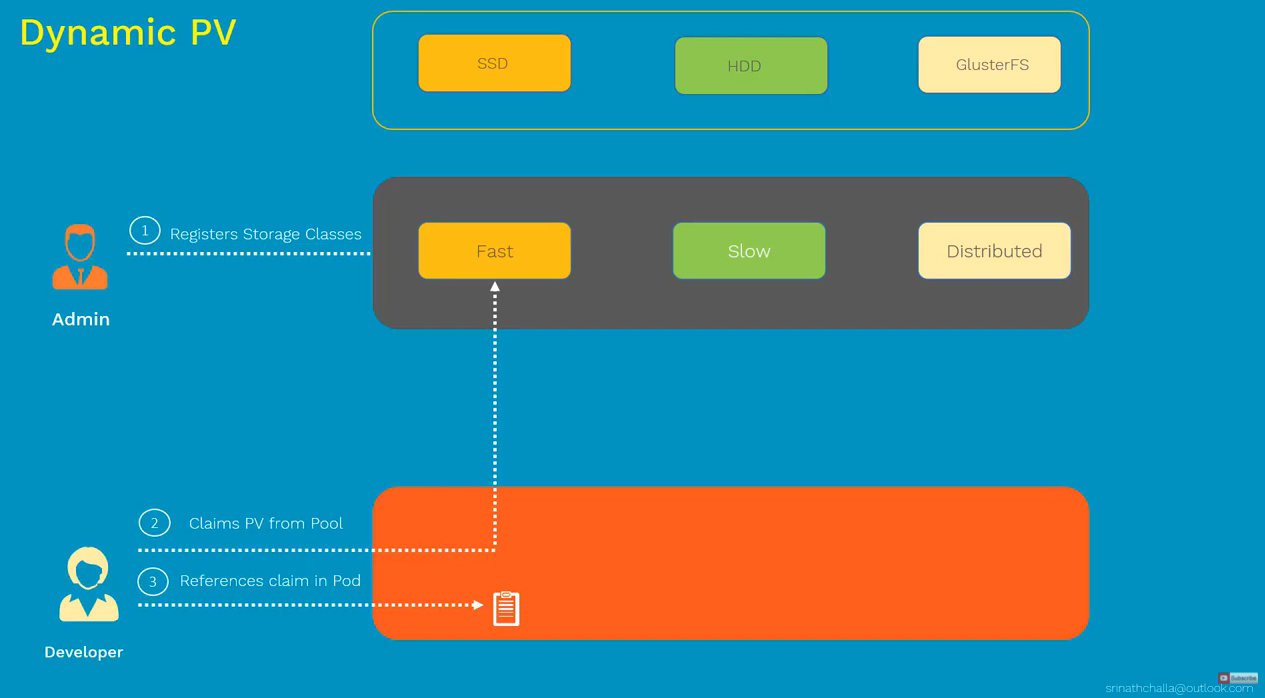 Dynamic PV
SSD
HDD
GlusterFS
1 Registers Storage Classes
Fast
Slow
Distributed
Admin
2 Claims PV from Pool
3 References claim in Pod
Developer
Subscribe
srinathchalla@outlook.com